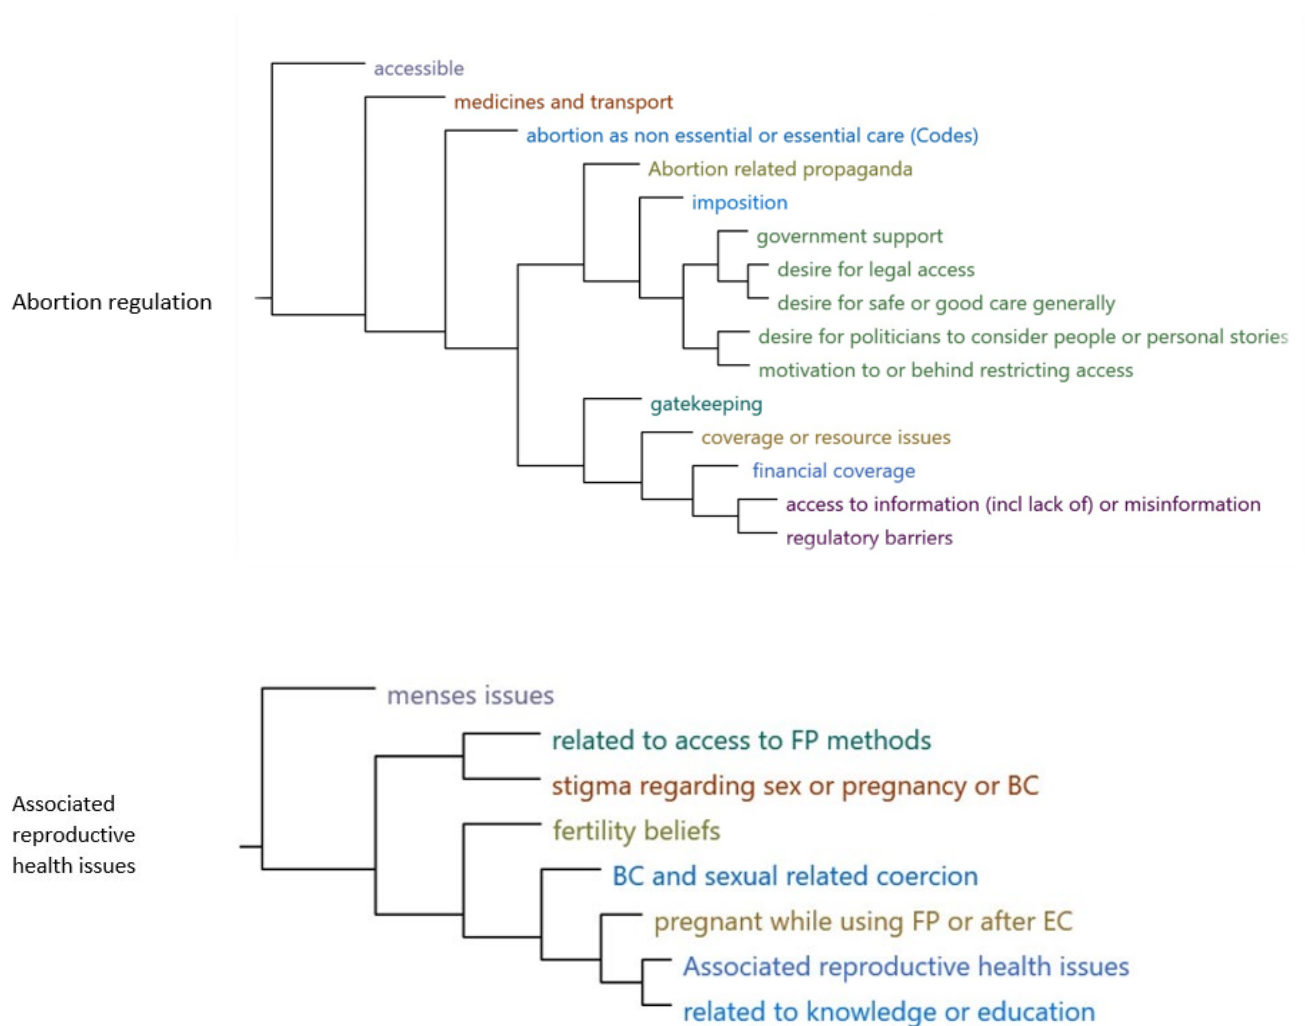 accessible
medicines and transport
abortion as non essential or essential care (Codes)
Abortion related propaganda
imposition
government support
desire for legal access
desire for safe or good care generally
Abortion regulation
desire for politicians to consider people or personal stories
motivation to or behind restricting access
gatekeeping
coverage or resource issues
financial coverage
access to information (incl lack of) or misinformation
regulatory barriers
menses issues
related to access to FP methods
stigma regarding sex or pregnancy or BC
Associated
reproductive
health issues
fertility beliefs
BC and sexual related coercion
pregnant while using FP or after EC
Associated reproductive health issues
related to knowledge or education